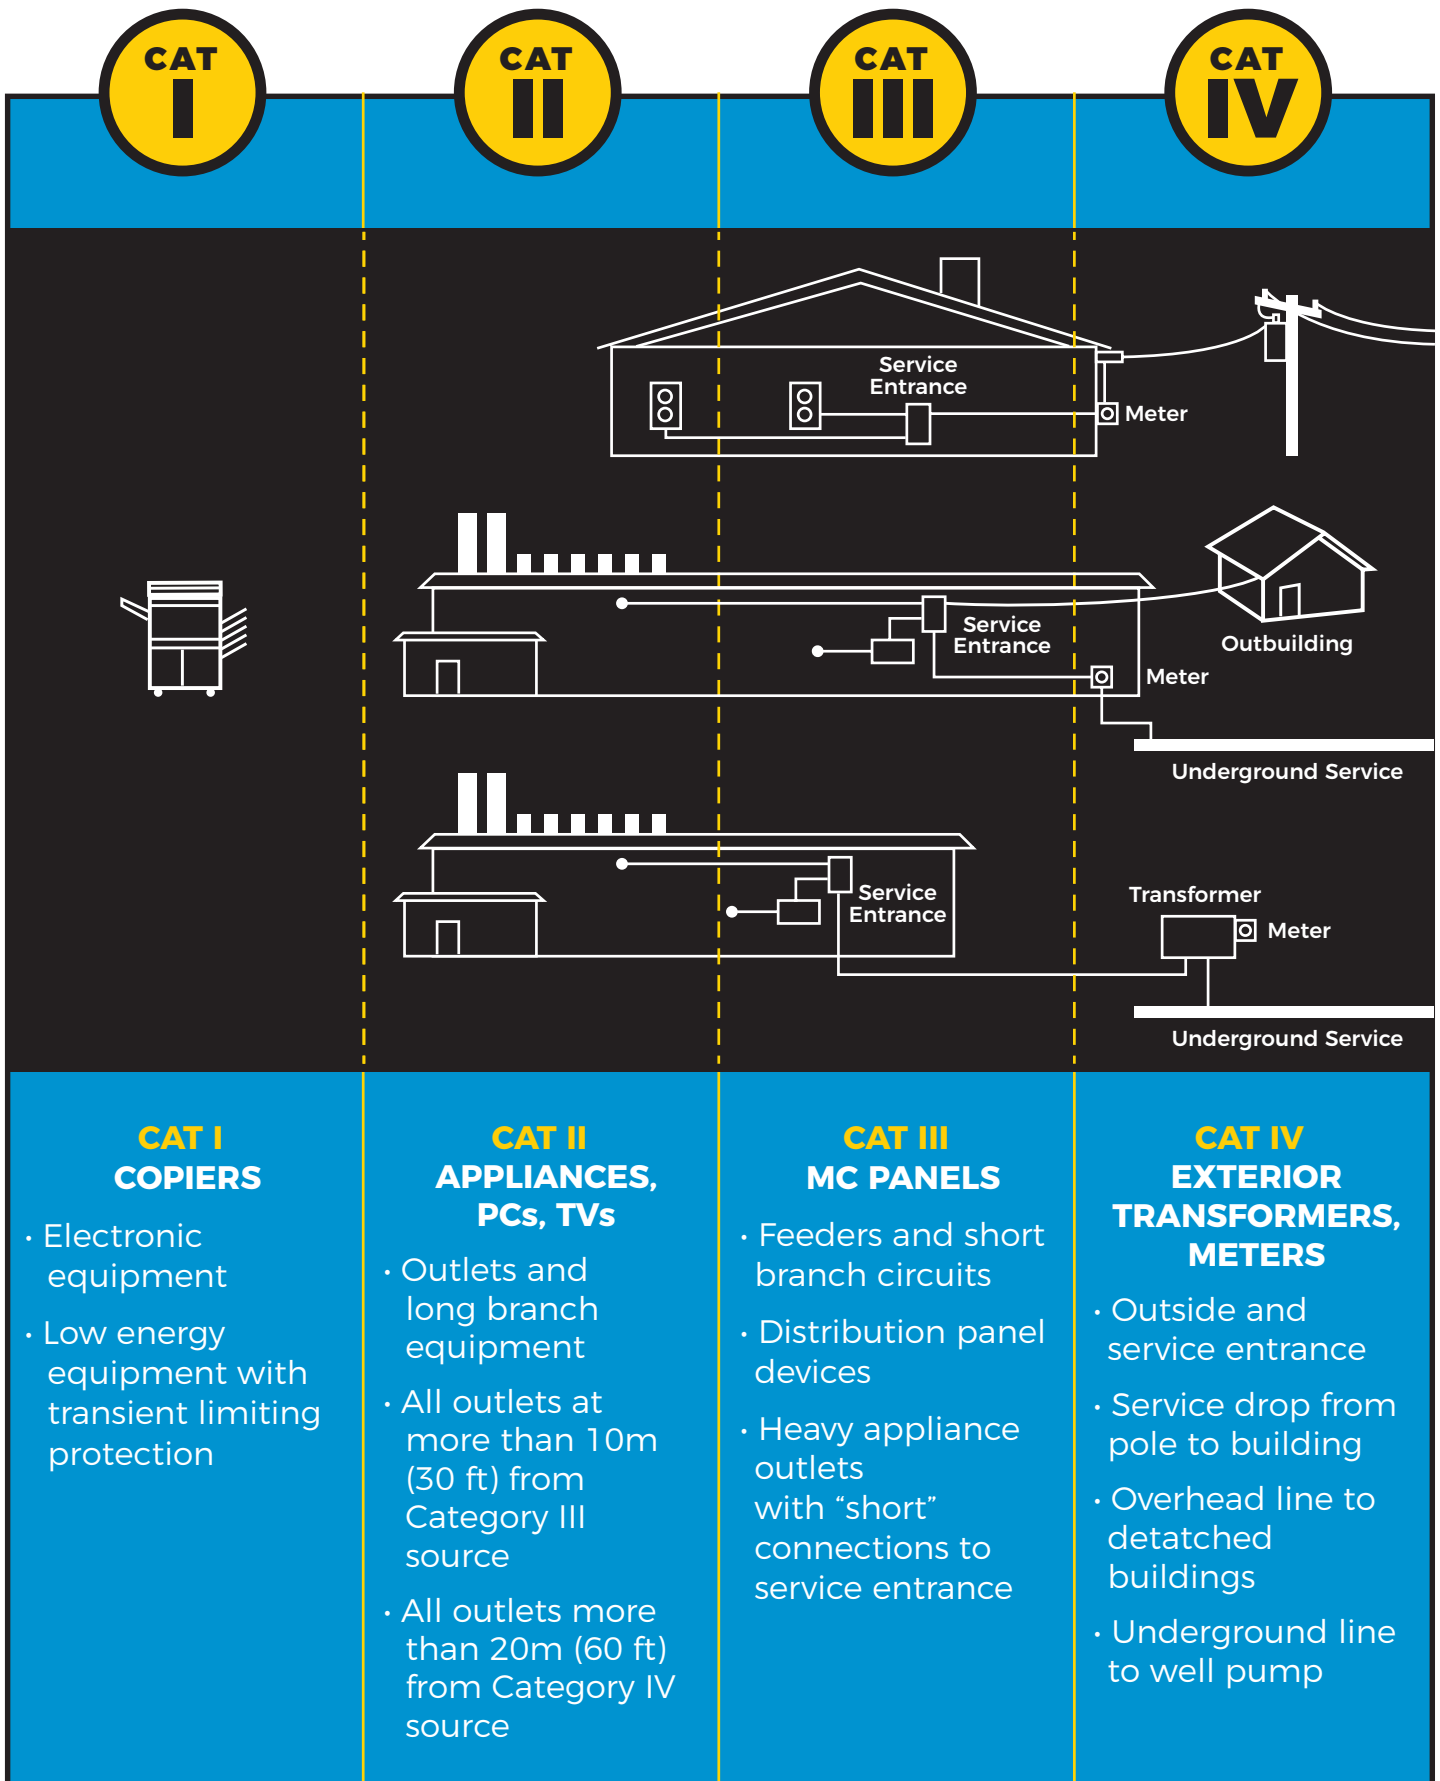 CAT
I
CAT
II
CAT
III
CAT
IV
Service
Entrance
Meter
Service
Entrance
Outbuilding
Meter
Underground Service
Service
Entrance
Transformer
Meter
Underground Service
CAT I
COPIERS
· Electronic
equipment
· Low energy
equipment with
transient limiting
protection
CAT II
APPLIANCES,
PCs, TVs
· Outlets and
long branch
equipment
· All outlets at
more than 10m
(30 ft) from
Category III
source
· All outlets more
than 20m (60 ft)
from Category IV
source
CAT III
MC PANELS
· Feeders and short
branch circuits
· Distribution panel
devices
· Heavy appliance
outlets
with “short”
connections to
service entrance
CAT IV
EXTERIOR
TRANSFORMERS,
METERS
· Outside and
service entrance
· Service drop from
pole to building
· Overhead line to
detatched
buildings
· Underground line
to well pump